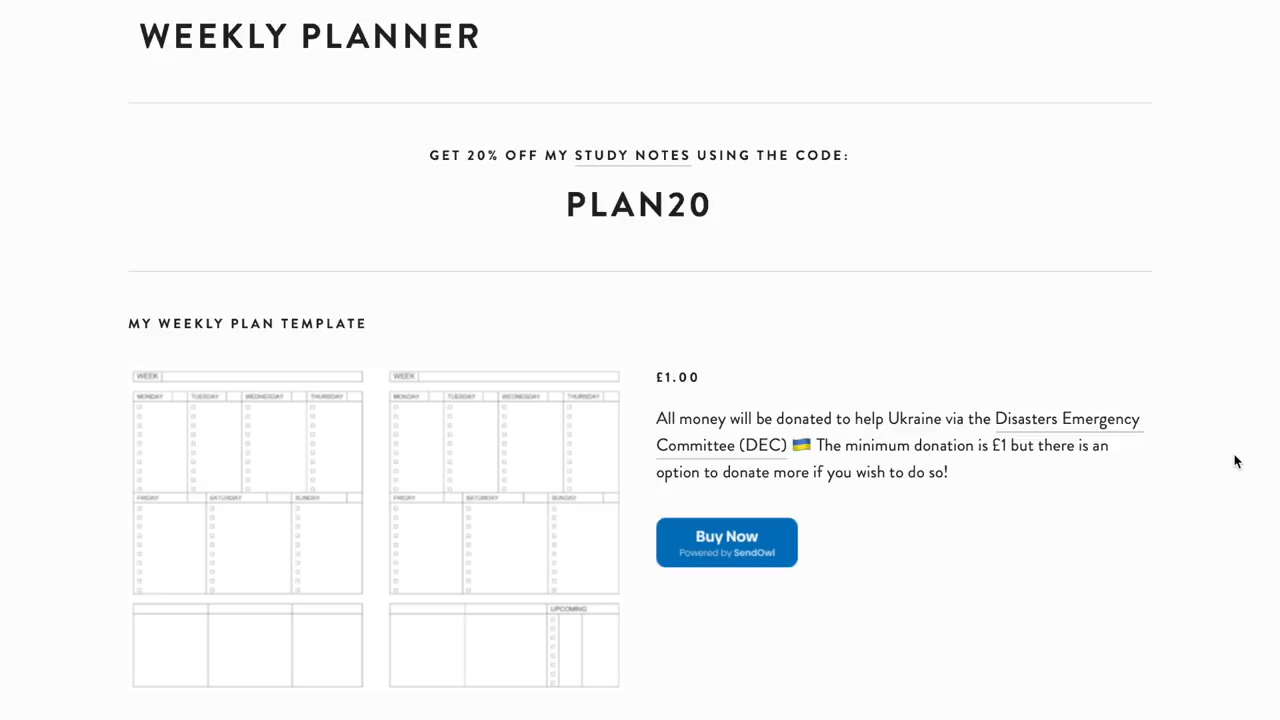 WEEKLY PLANNER
GET 20% OFF MY STUDY NOTES USING THE CODE:
PLAN20
MY WEEKLY PLAN TEMPLATE
WEEK
MONDAY TUESDAY WEDNESDAY THURSDAY
FRIDAY SATURDAY SUNDAY
WEEK
MONDAY TUESDAY WEDNESDAY THURSDAY
FRIDAY SATURDAY SUNDAY
UPCOMING
£1.00
All money will be donated to help Ukraine via the Disasters Emergency
Committee (DEC) 🇺🇦 The minimum donation is £1 but there is an
option to donate more if you wish to do so!
Buy Now
Powered by SendOwl